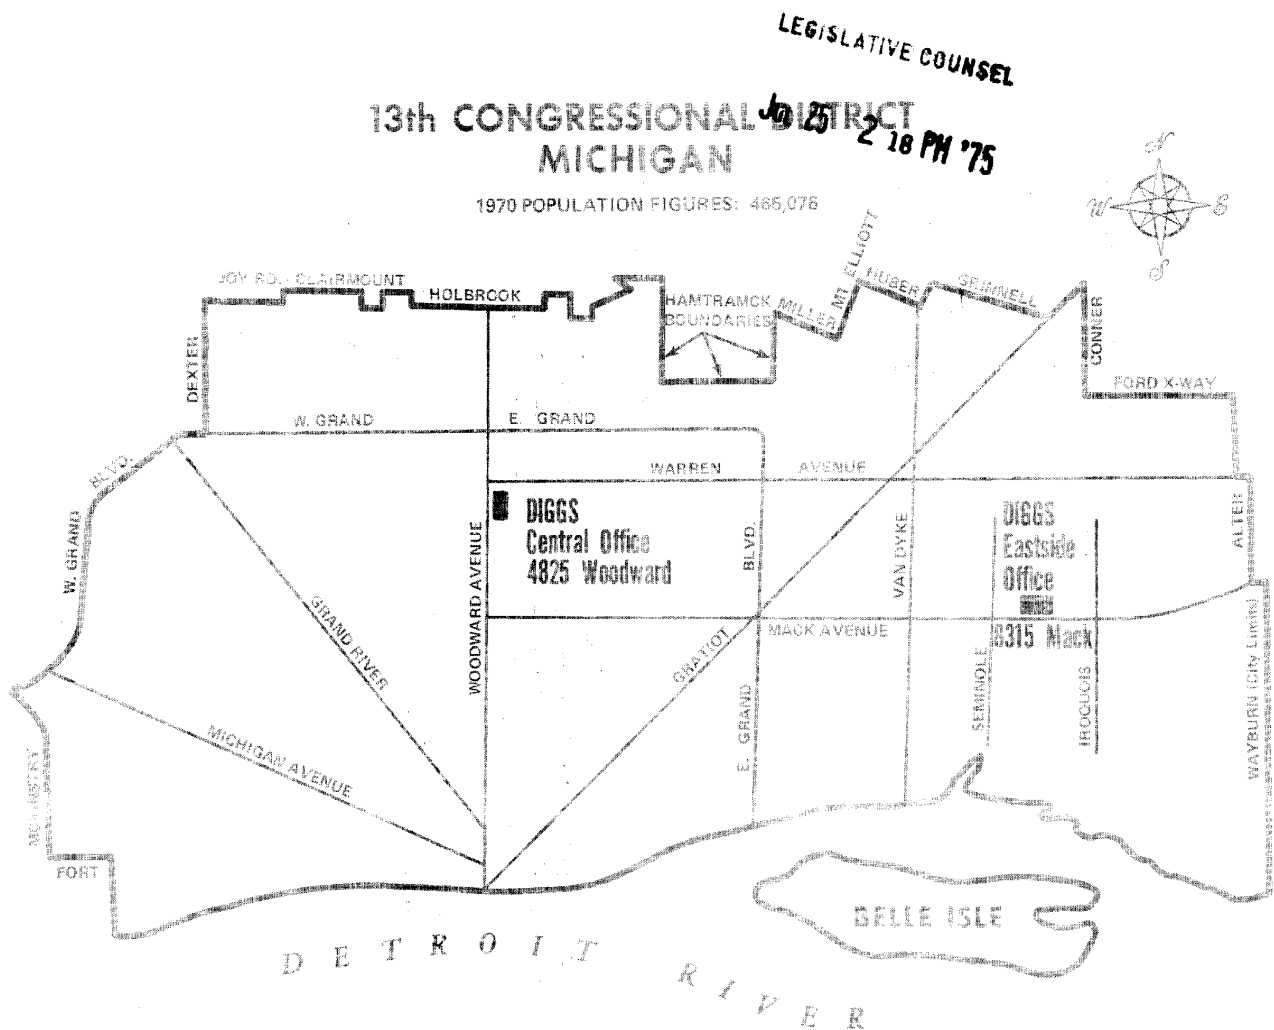 LEGISLATIVE COUNSEL
25 2 18 PM '75
13th CONGRESSIONAL DISTRICT
MICHIGAN
1970 POPULATION FIGURES: 465,076
N
W
E
S
JOY RD. CLAIRMOUNT
HOLBROOK
HAMTRAMCK
BOUNDARIES
MILLER
MT. ELLIOTT
HUBER
GRINNELL
CONNER
DEXTER
FORD X-WAY
W. GRAND
E. GRAND
BLVD.
WARREN AVENUE
W. GRAND
DIGGS
Central Office
4825 Woodward
BLVD.
VAN DYKE
DIGGS
Eastside
Office
8315 Mack
ALTER
WOODWARD AVENUE
GRAND RIVER
GRATIOT
MACK AVENUE
E. GRAND
SEMINOLE
IROQUOIS
WAYBURN (City Limits)
MICHIGAN AVENUE
MCKINSTRY
FORT
BELLE ISLE
DETROIT RIVER